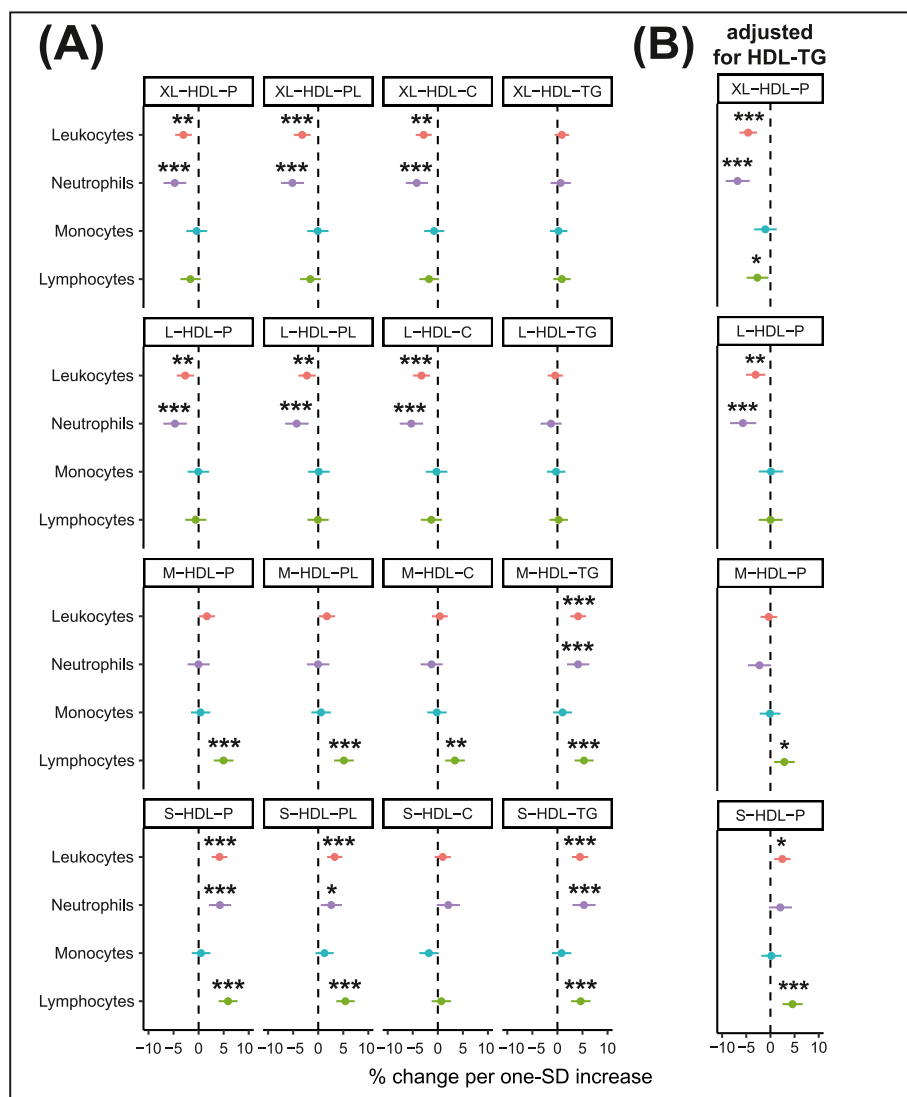 (A)
(B)
adjusted
for HDL-TG
XL−HDL−P XL−HDL−PL XL−HDL−C XL−HDL−TG XL−HDL−P
Leukocytes ** *** ** ***
Neutrophils *** *** *** ***
Monocytes
Lymphocytes *
L−HDL−P L−HDL−PL L−HDL−C L−HDL−TG L−HDL−P
Leukocytes ** ** *** **
Neutrophils *** *** *** ***
Monocytes
Lymphocytes
M−HDL−P M−HDL−PL M−HDL−C M−HDL−TG M−HDL−P
Leukocytes ***
Neutrophils ***
Monocytes
Lymphocytes *** *** ** *** *
S−HDL−P S−HDL−PL S−HDL−C S−HDL−TG S−HDL−P
Leukocytes *** *** *** *
Neutrophils *** * ***
Monocytes
Lymphocytes *** *** *** ***
−10 −5 0 5 10 −10 −5 0 5 10 −10 −5 0 5 10 −10 −5 0 5 10 −10 −5 0 5 10
% change per one−SD increase